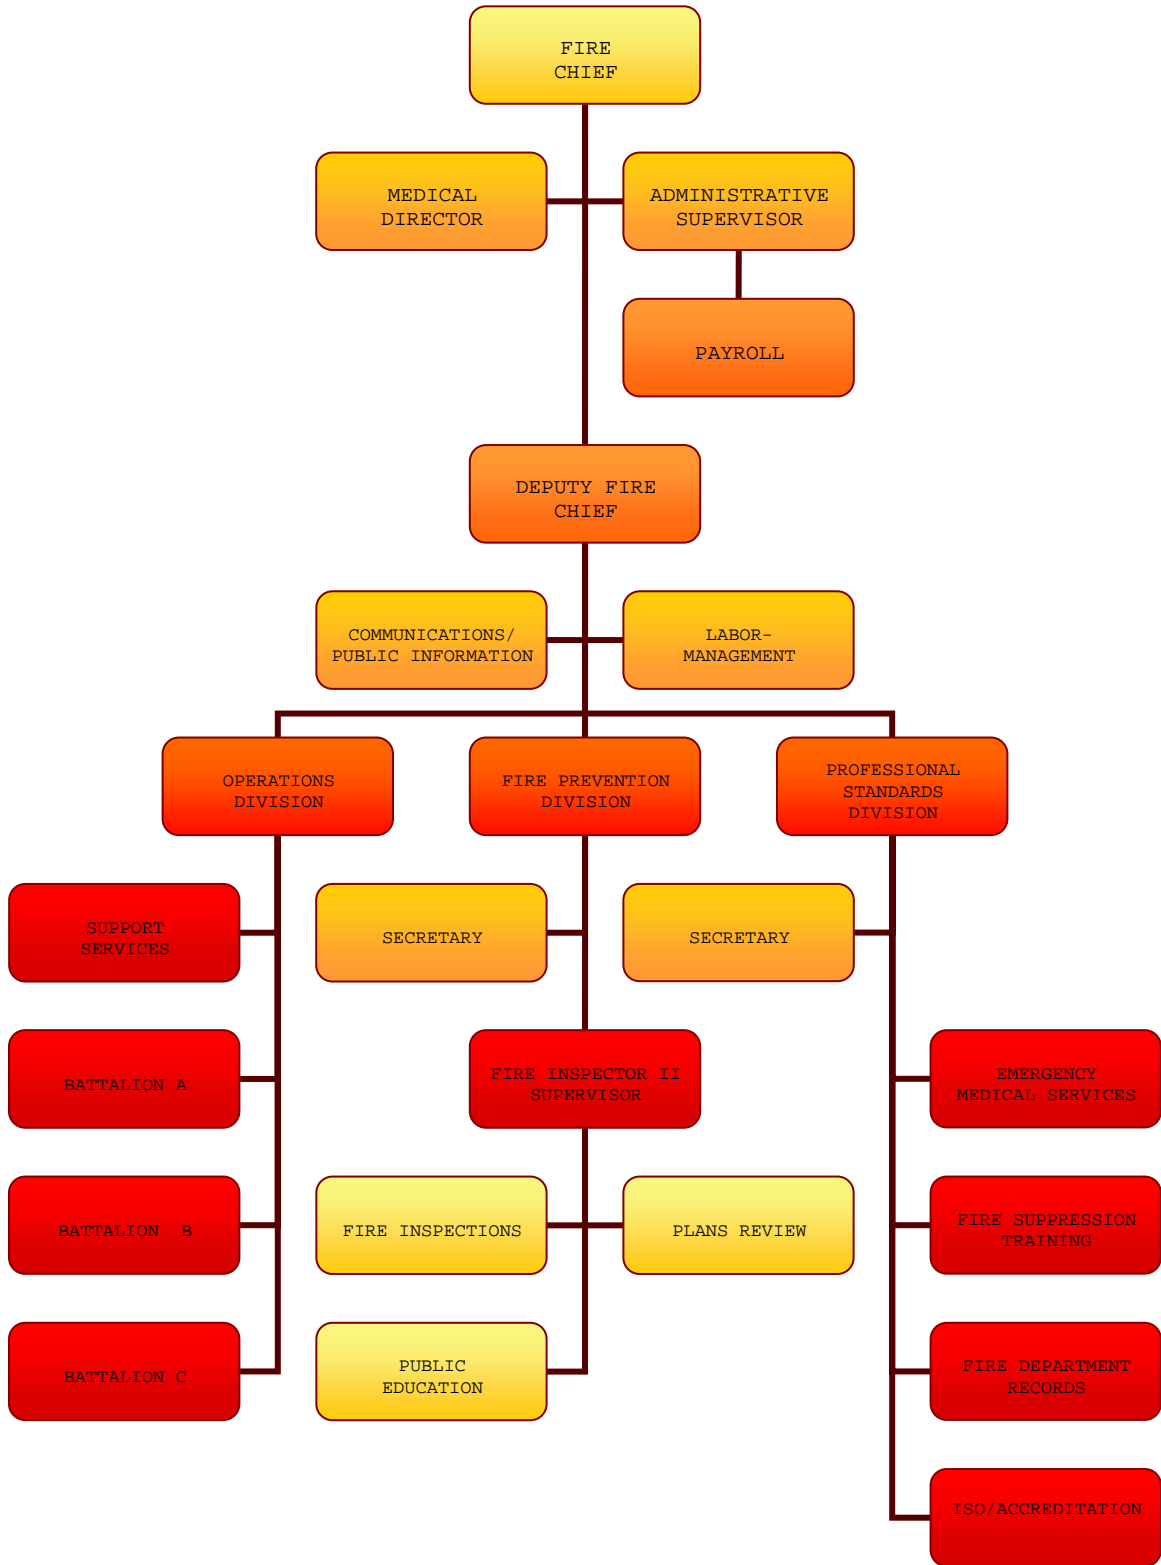 FIRE
CHIEF
MEDICAL
DIRECTOR
ADMINISTRATIVE
SUPERVISOR
PAYROLL
DEPUTY FIRE
CHIEF
COMMUNICATIONS/
PUBLIC INFORMATION
LABOR-
MANAGEMENT
OPERATIONS
DIVISION
FIRE PREVENTION
DIVISION
PROFESSIONAL
STANDARDS
DIVISION
SUPPORT
SERVICES
SECRETARY
SECRETARY
BATTALION A
FIRE INSPECTOR II
SUPERVISOR
EMERGENCY
MEDICAL SERVICES
BATTALION  B
FIRE INSPECTIONS
PLANS REVIEW
FIRE SUPPRESSION
TRAINING
BATTALION C
PUBLIC
EDUCATION
FIRE DEPARTMENT
RECORDS
ISO/ACCREDITATION